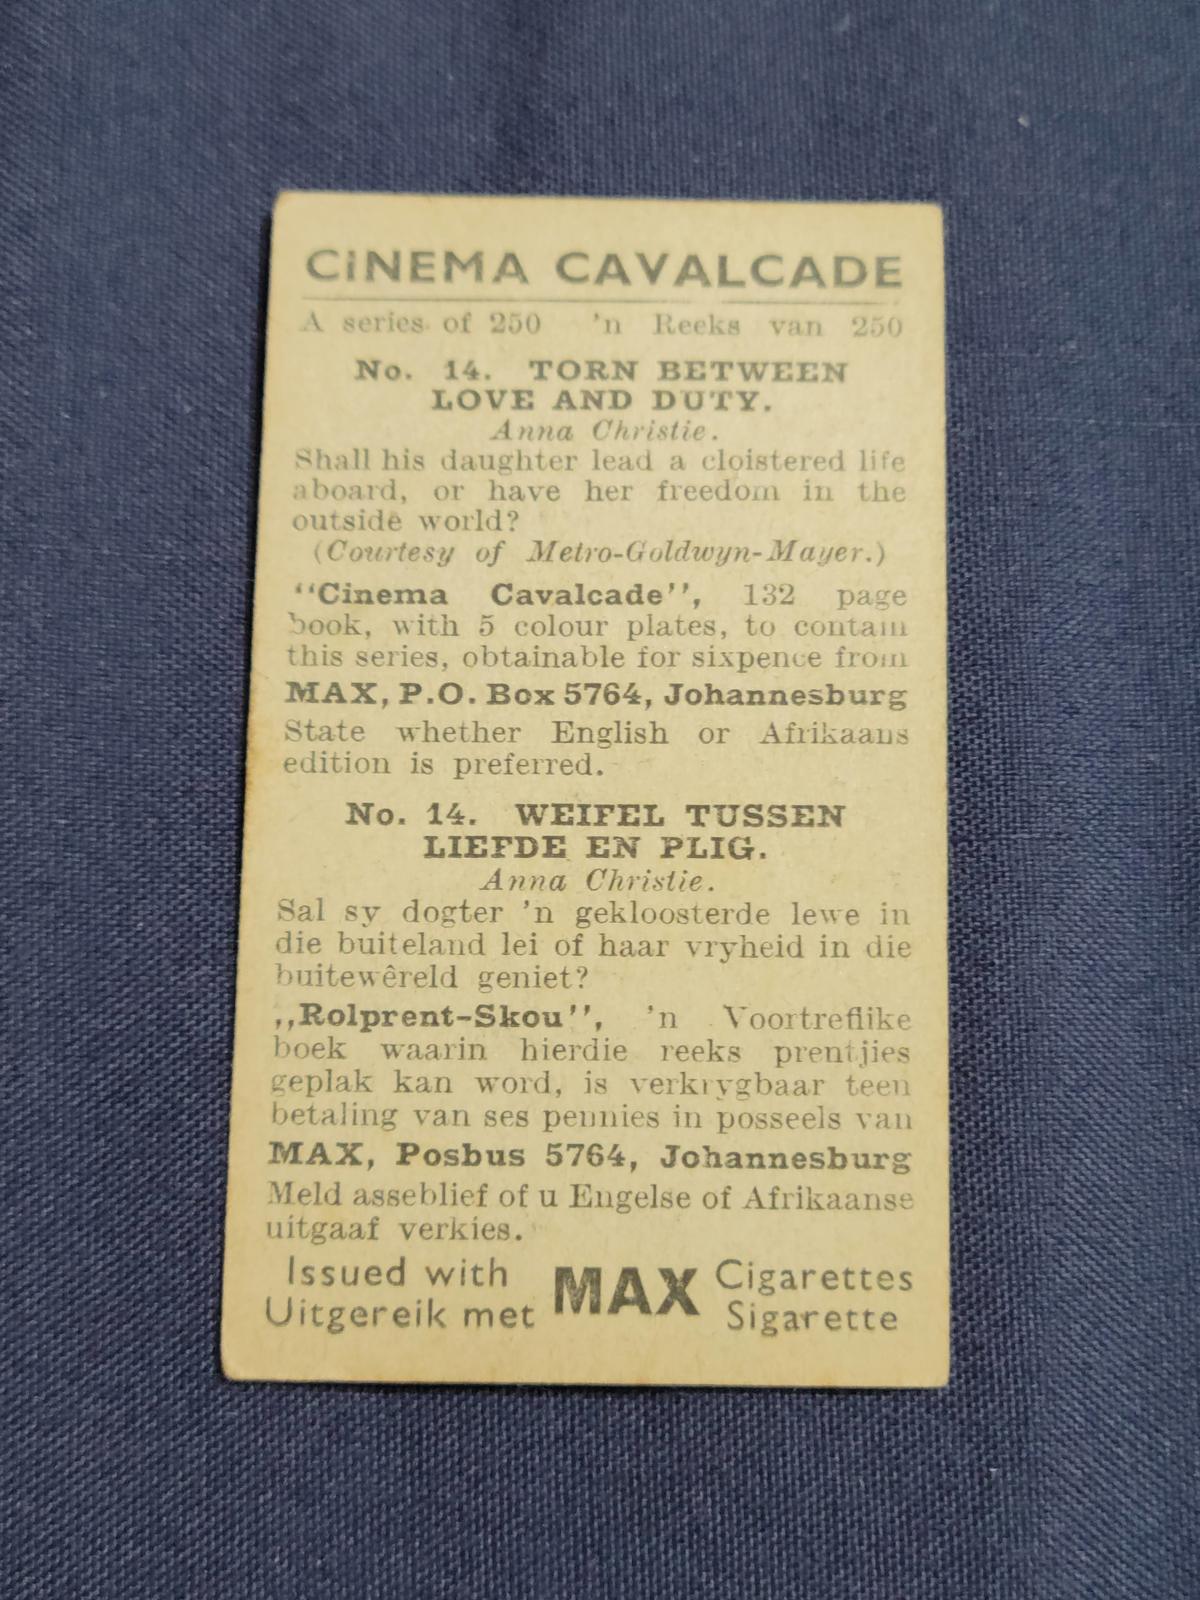 CiNEMA CAVALCADE
A series of 250 'n Reeks van 250
No. 14. TORN BETWEEN
LOVE AND DUTY.
Anna Christie.
Shall his daughter lead a cloistered life
aboard, or have her freedom in the
outside world?
(Courtesy of Metro-Goldwyn-Mayer.)
"Cinema Cavalcade", 132 page
book, with 5 colour plates, to contain
this series, obtainable for sixpence from
MAX, P.O. Box 5764, Johannesburg
State whether English or Afrikaans
edition is preferred.
No. 14. WEIFEL TUSSEN
LIEFDE EN PLIG.
Anna Christie.
Sal sy dogter 'n gekloosterde lewe in
die buiteland lei of haar vryheid in die
buitewêreld geniet?
„Rolprent-Skou", 'n Voortreflike
boek waarin hierdie reeks prentjies
geplak kan word, is verkrygbaar teen
betaling van ses pennies in posseels van
MAX, Posbus 5764, Johannesburg
Meld asseblief of u Engelse of Afrikaanse
uitgaaf verkies.
Issued with MAX Cigarettes
Uitgereik met Sigarette